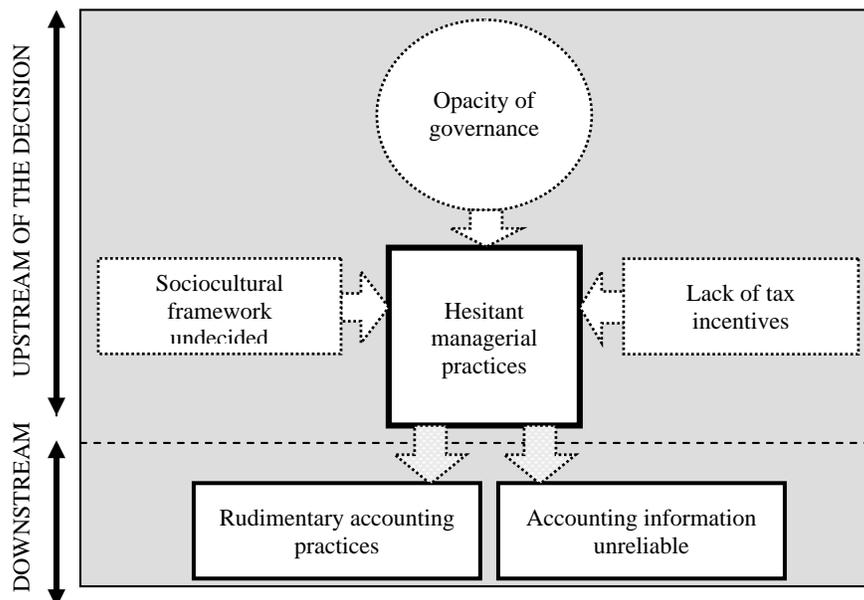 UPSTREAM OF THE DECISION
Opacity of
governance
Sociocultural
framework
undecided
Hesitant
managerial
practices
Lack of tax
incentives
DOWNSTREAM
Rudimentary accounting
practices
Accounting information
unreliable